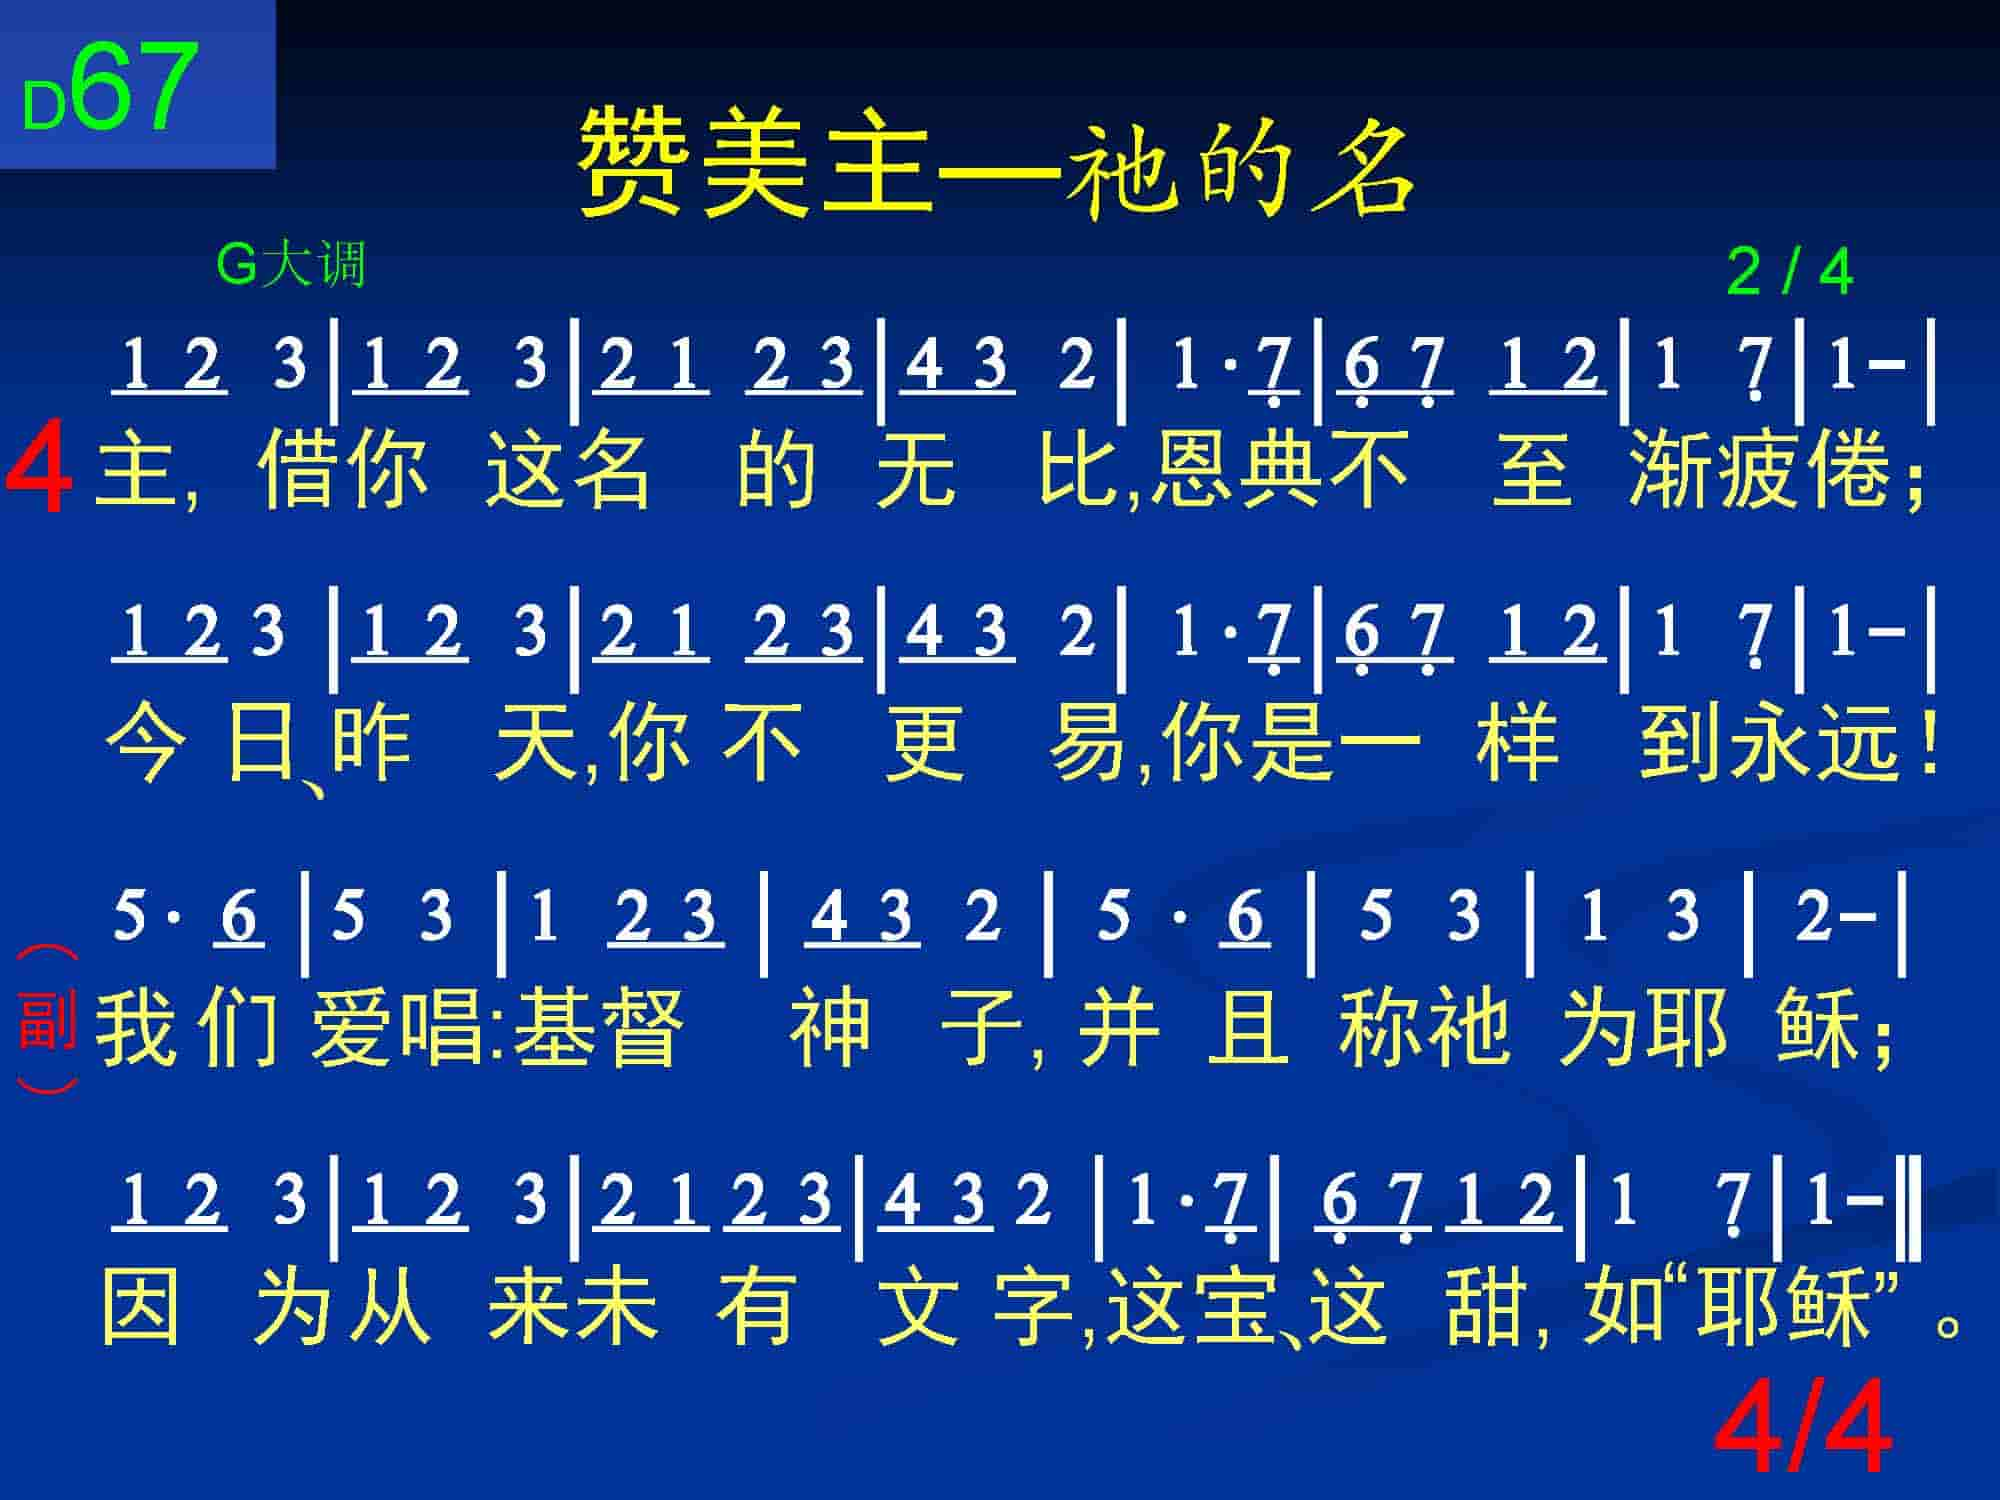 D67
赞美主—祂的名
G大调 2 / 4
1 2 3 | 1 2 3 | 2 1 2 3 | 4 3 2 | 1 · 7̣ | 6̣ 7̣ 1 2 | 1 7̣ | 1 – |
4 主, 借你 这名 的 无 比,恩典不 至 渐疲倦;
1 2 3 | 1 2 3 | 2 1 2 3 | 4 3 2 | 1 · 7̣ | 6̣ 7̣ 1 2 | 1 7̣ | 1 – |
今 日、昨 天,你 不 更 易,你是一 样 到永远!
5 · 6 | 5 3 | 1 2 3 | 4 3 2 | 5 · 6 | 5 3 | 1 3 | 2 – |
（副） 我 们 爱唱:基督 神 子, 并 且 称祂 为耶 稣;
1 2 3 | 1 2 3 | 2 1 2 3 | 4 3 2 | 1 · 7̣ | 6̣ 7̣ 1 2 | 1 7̣ | 1 – ‖
因 为从 来未 有 文 字,这宝、这 甜, 如“耶稣” 。
4/4